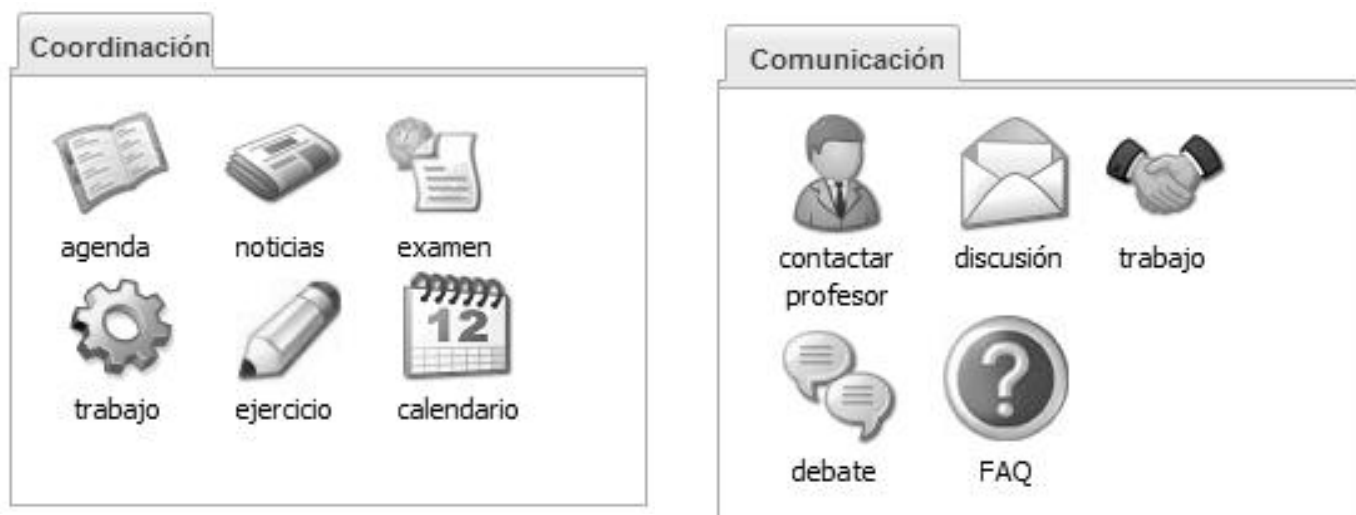 Coordinación
agenda noticias examen
12
trabajo ejercicio calendario
Comunicación
contactar profesor discusión trabajo
debate FAQ
?